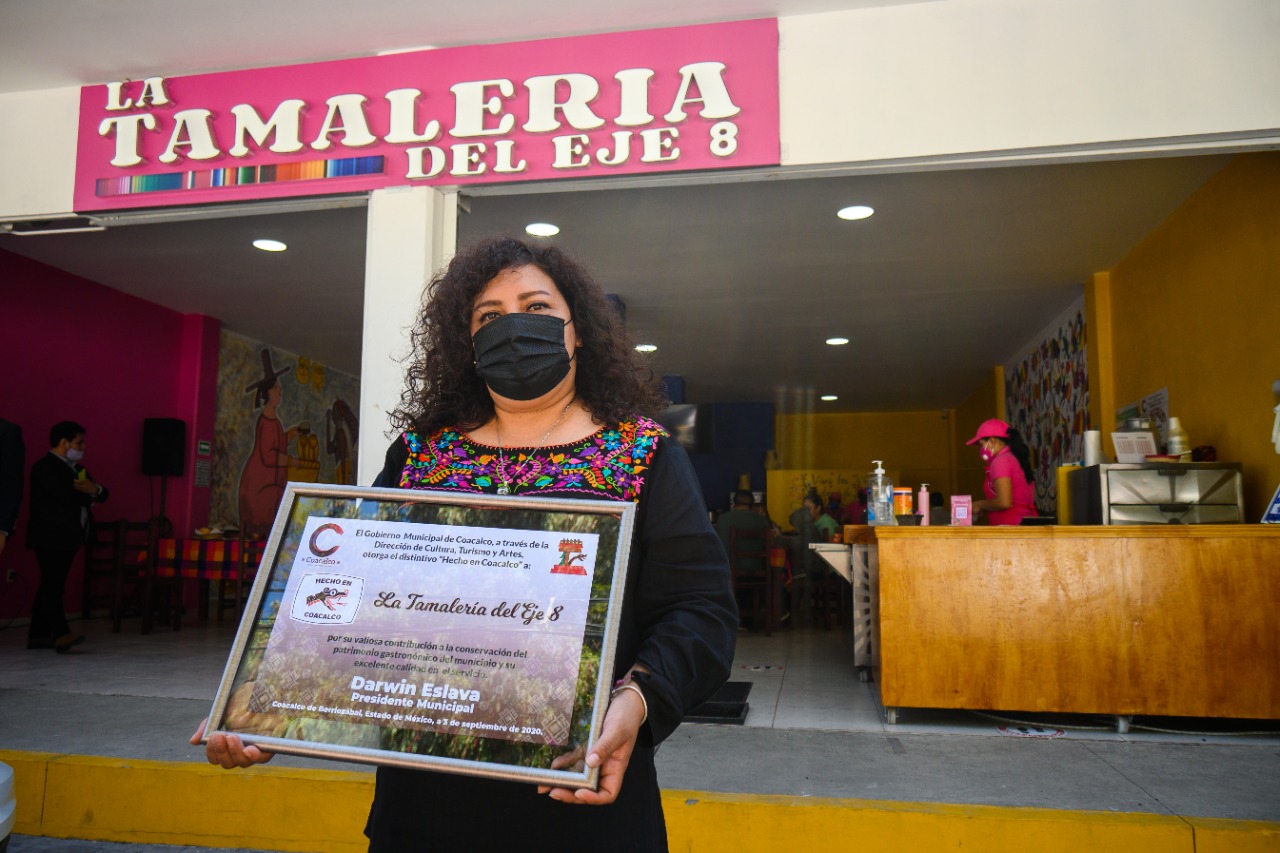 LA
TAMALERIA
DEL EJE 8
El Gobierno Municipal de Coacalco, a través de la
Dirección de Cultura, Turismo y Artes,
otorga el distintivo "Hecho en Coacalco" a:
C
Coacalco
HECHO EN
COACALCO
La Tamalería del Eje 8
por su valiosa contribución a la conservación del
patrimonio gastronómico del municipio y su
excelente calidad en el servicio.
Darwin Eslava
Presidente Municipal
Coacalco de Berriozábal, Estado de México, a 3 de septiembre de 2020.